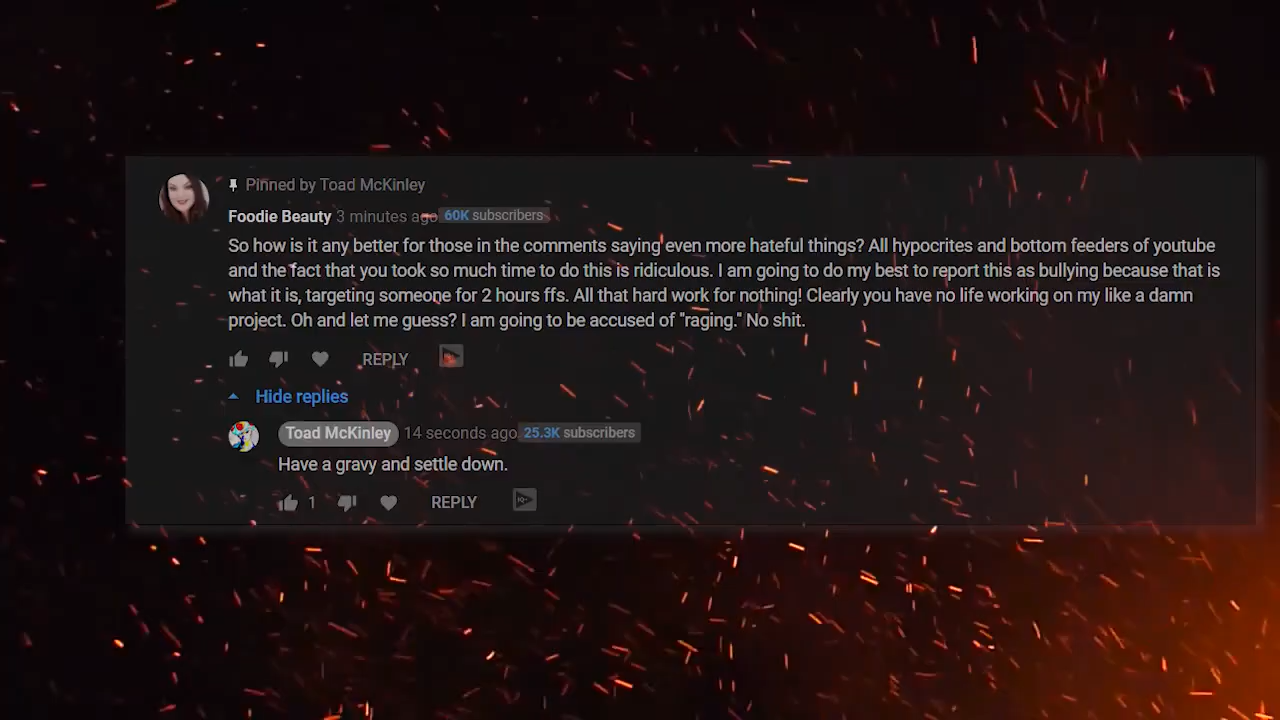 Pinned by Toad McKinley
Foodie Beauty 3 minutes ago 60K subscribers
So how is it any better for those in the comments saying even more hateful things? All hypocrites and bottom feeders of youtube
and the fact that you took so much time to do this is ridiculous. I am going to do my best to report this as bullying because that is
what it is, targeting someone for 2 hours ffs. All that hard work for nothing! Clearly you have no life working on my like a damn
project. Oh and let me guess? I am going to be accused of "raging." No shit.
REPLY
Hide replies
Toad McKinley 14 seconds ago 25.3K subscribers
Have a gravy and settle down.
1 REPLY